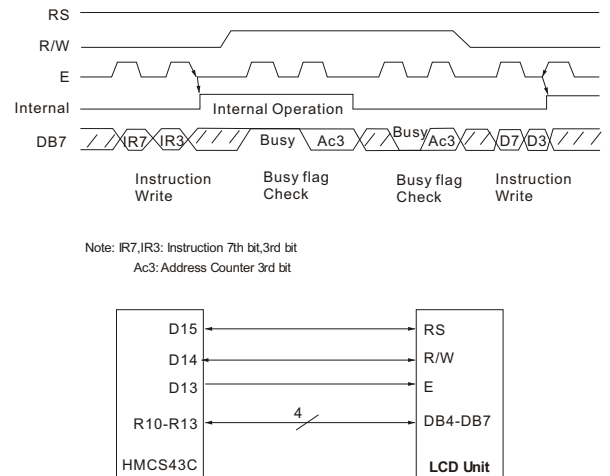 RS
R/W
E
Internal Internal Operation
DB7 IR7 IR3 Busy Ac3 Busy Ac3 D7 D3
Instruction Write
Busy flag Check
Busy flag Check
Instruction Write
Note: IR7,IR3: Instruction 7th bit,3rd bit
Ac3: Address Counter 3rd bit
D15 RS
D14 R/W
D13 E
R10-R13 4 DB4-DB7
HMCS43C LCD Unit